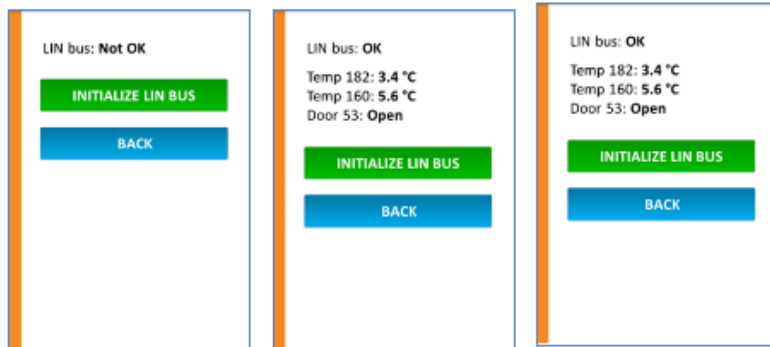 LIN bus: Not OK
INITIALIZE LIN BUS
BACK
LIN bus: OK
Temp 182: 3.4 °C
Temp 160: 5.6 °C
Door 53: Open
INITIALIZE LIN BUS
BACK
LIN bus: OK
Temp 182: 3.4 °C
Temp 160: 5.6 °C
Door 53: Open
INITIALIZE LIN BUS
BACK